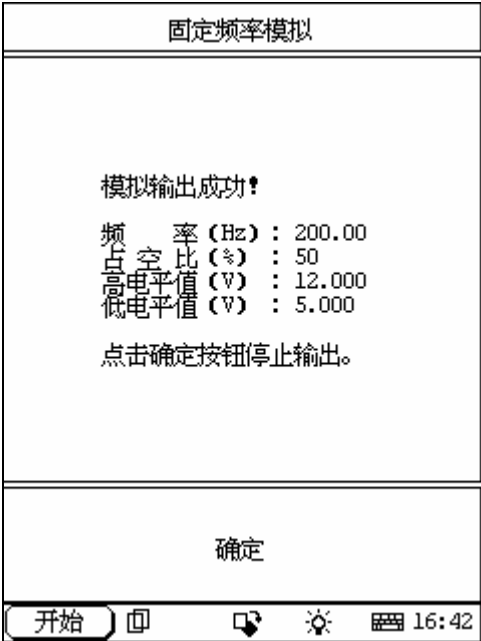 固定频率模拟
模拟输出成功!
频 率(Hz): 200.00
占 空 比(%) : 50
高电平值(V) : 12.000
低电平值(V) : 5.000
点击确定按钮停止输出。
确定
开始 16:42